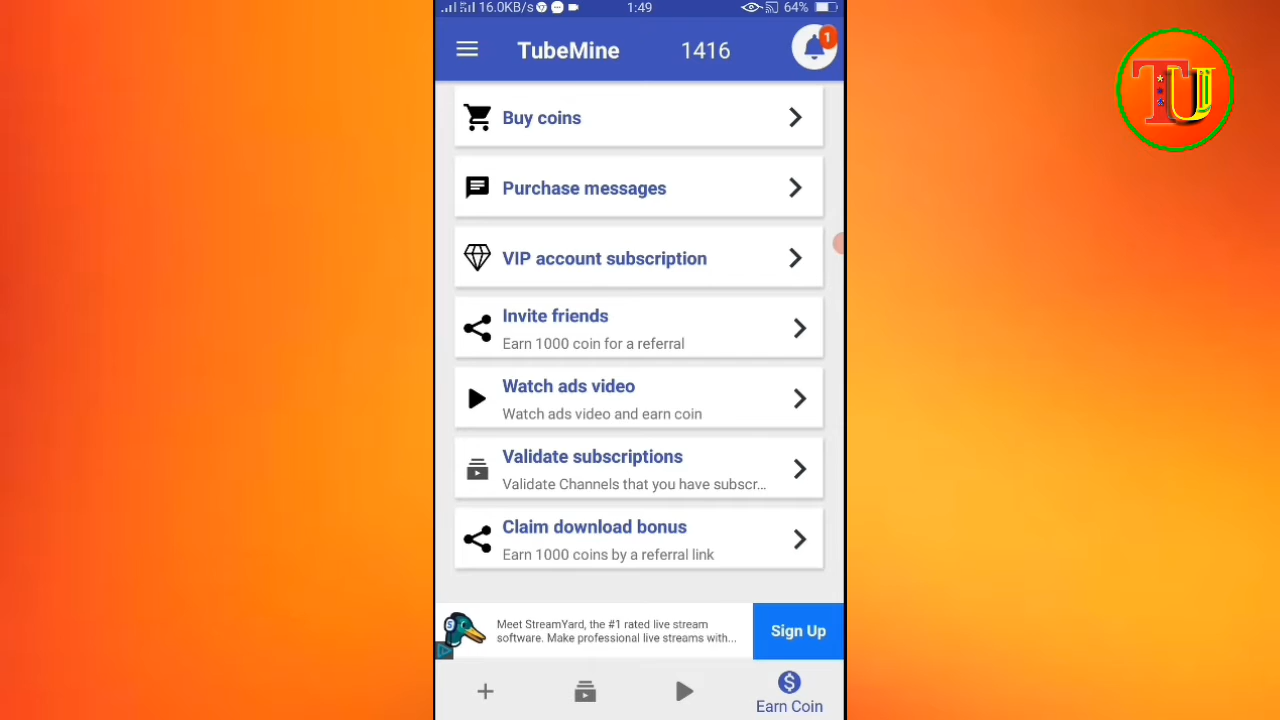 16.0KB/s 1:49 64%
TubeMine 1416 1
TU
Buy coins
Purchase messages
VIP account subscription
Invite friends
Earn 1000 coin for a referral
Watch ads video
Watch ads video and earn coin
Validate subscriptions
Validate Channels that you have subscr...
Claim download bonus
Earn 1000 coins by a referral link
Meet StreamYard, the #1 rated live stream
software. Make professional live streams with...
Sign Up
Earn Coin